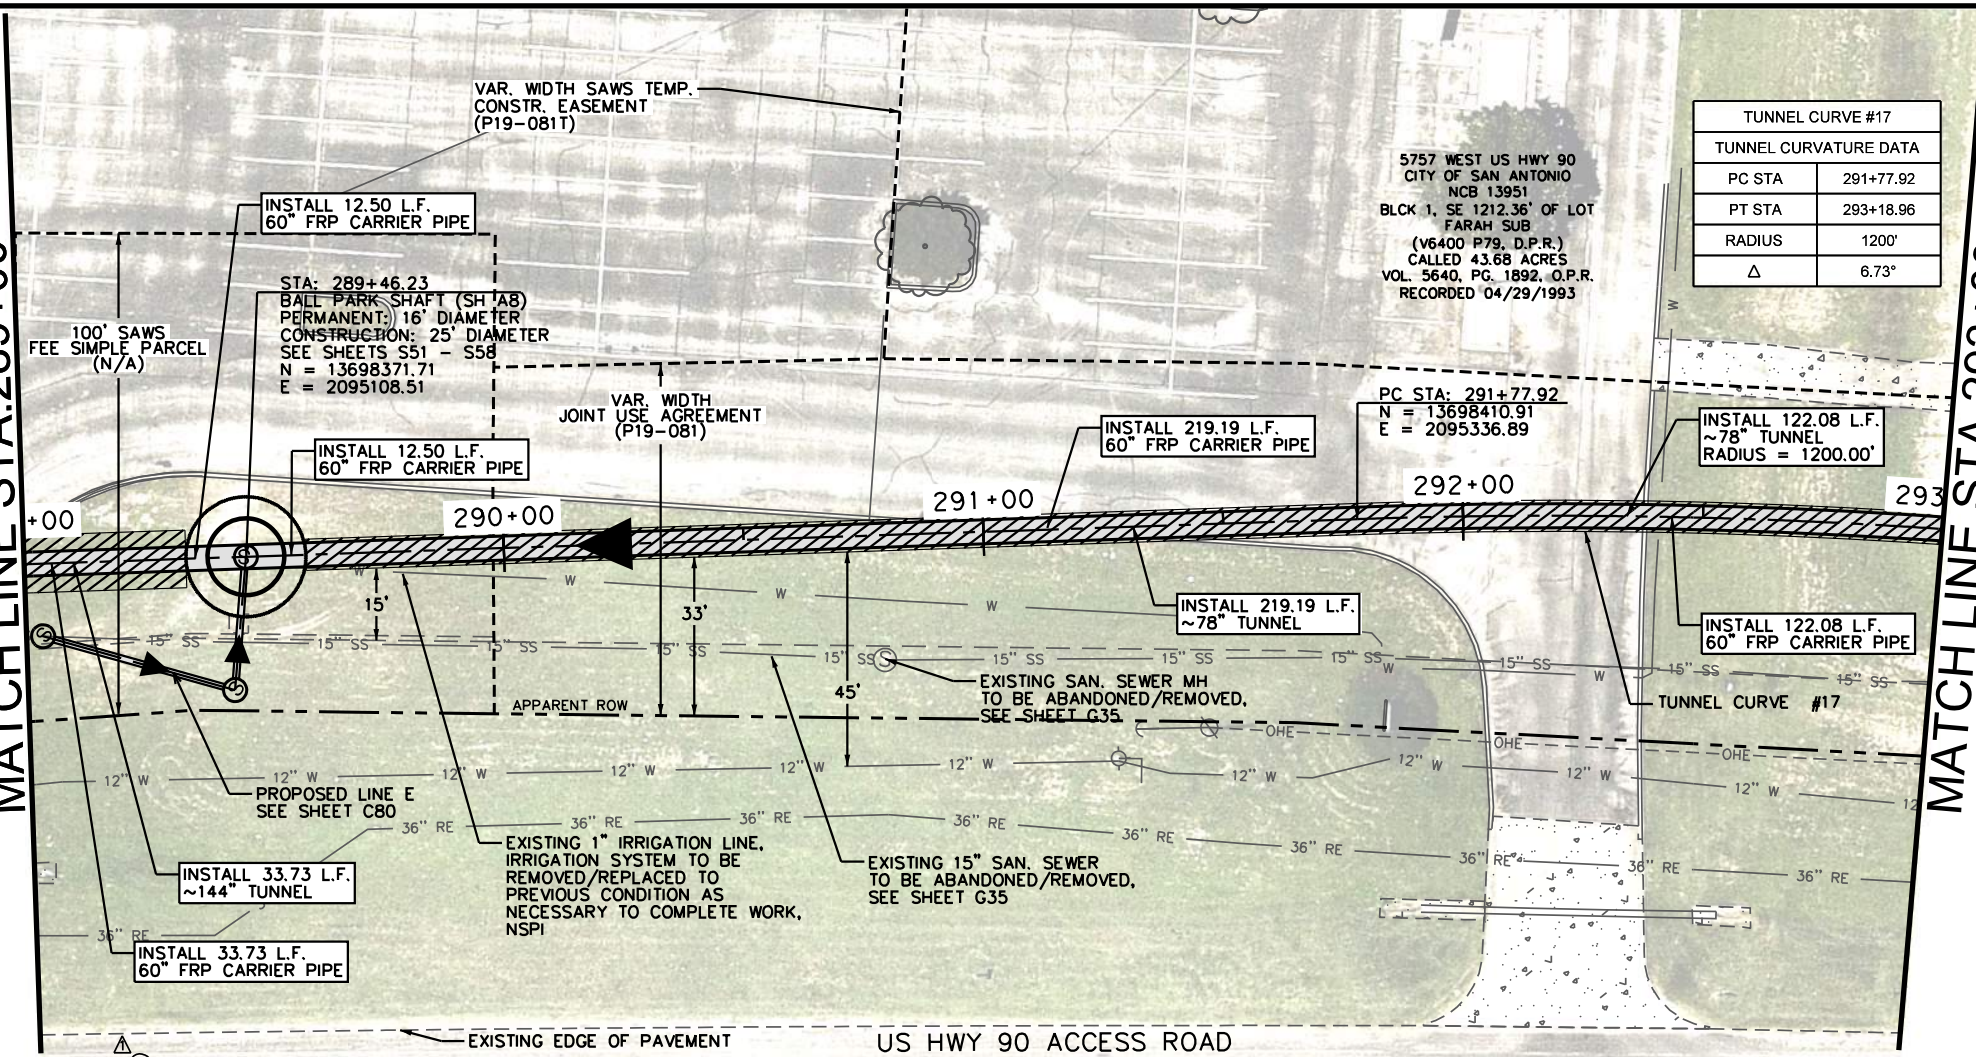 VAR. WIDTH SAWS TEMP.
CONSTR. EASEMENT
(P19-081T)
TUNNEL CURVE #17
TUNNEL CURVATURE DATA
PC STA 291+77.92
PT STA 293+18.96
RADIUS 1200'
Δ 6.73°
5757 WEST US HWY 90
CITY OF SAN ANTONIO
NCB 13951
BLCK 1, SE 1212.36' OF LOT
FARAH SUB
(V6400 P79, D.P.R.)
CALLED 43.68 ACRES
VOL. 5640, PG. 1892, O.P.R.
RECORDED 04/29/1993
INSTALL 12.50 L.F.
60" FRP CARRIER PIPE
STA: 289+46.23
BALL PARK SHAFT (SH A8)
PERMANENT: 16' DIAMETER
CONSTRUCTION: 25' DIAMETER
SEE SHEETS S51 - S58
N = 13698371.71
E = 2095108.51
100' SAWS
FEE SIMPLE PARCEL
(N/A)
VAR. WIDTH
JOINT USE AGREEMENT
(P19-081)
PC STA: 291+77.92
N = 13698410.91
E = 2095336.89
INSTALL 219.19 L.F.
60" FRP CARRIER PIPE
INSTALL 122.08 L.F.
~78" TUNNEL
RADIUS = 1200.00'
INSTALL 12.50 L.F.
60" FRP CARRIER PIPE
+00
290+00
291+00
292+00
293
W
S
W
W
W
W
W
W
15'
33'
45'
INSTALL 219.19 L.F.
~78" TUNNEL
INSTALL 122.08 L.F.
60" FRP CARRIER PIPE
S
15" SS
15" SS
15" SS
15" SS
15" SS
S
15" SS
15" SS
15" SS
15" SS
15" SS
15" SS
S
EXISTING SAN. SEWER MH
TO BE ABANDONED/REMOVED,
SEE SHEET G35
TUNNEL CURVE #17
APPARENT ROW
OHE
OHE
OHE
12" W
12" W
12" W
12" W
12" W
12" W
12" W
12" W
12" W
12"
12" W
12
PROPOSED LINE E
SEE SHEET C80
36" RE
36" RE
36" RE
36" RE
36" RE
36" RE
36" RE
36" RE
36" RE
36" RE
EXISTING 1" IRRIGATION LINE,
IRRIGATION SYSTEM TO BE
REMOVED/REPLACED TO
PREVIOUS CONDITION AS
NECESSARY TO COMPLETE WORK,
NSPI
EXISTING 15" SAN. SEWER
TO BE ABANDONED/REMOVED,
SEE SHEET G35
INSTALL 33.73 L.F.
~144" TUNNEL
INSTALL 33.73 L.F.
60" FRP CARRIER PIPE
EXISTING EDGE OF PAVEMENT
US HWY 90 ACCESS ROAD
1
MATCH LINE STA:
MATCH LINE STA